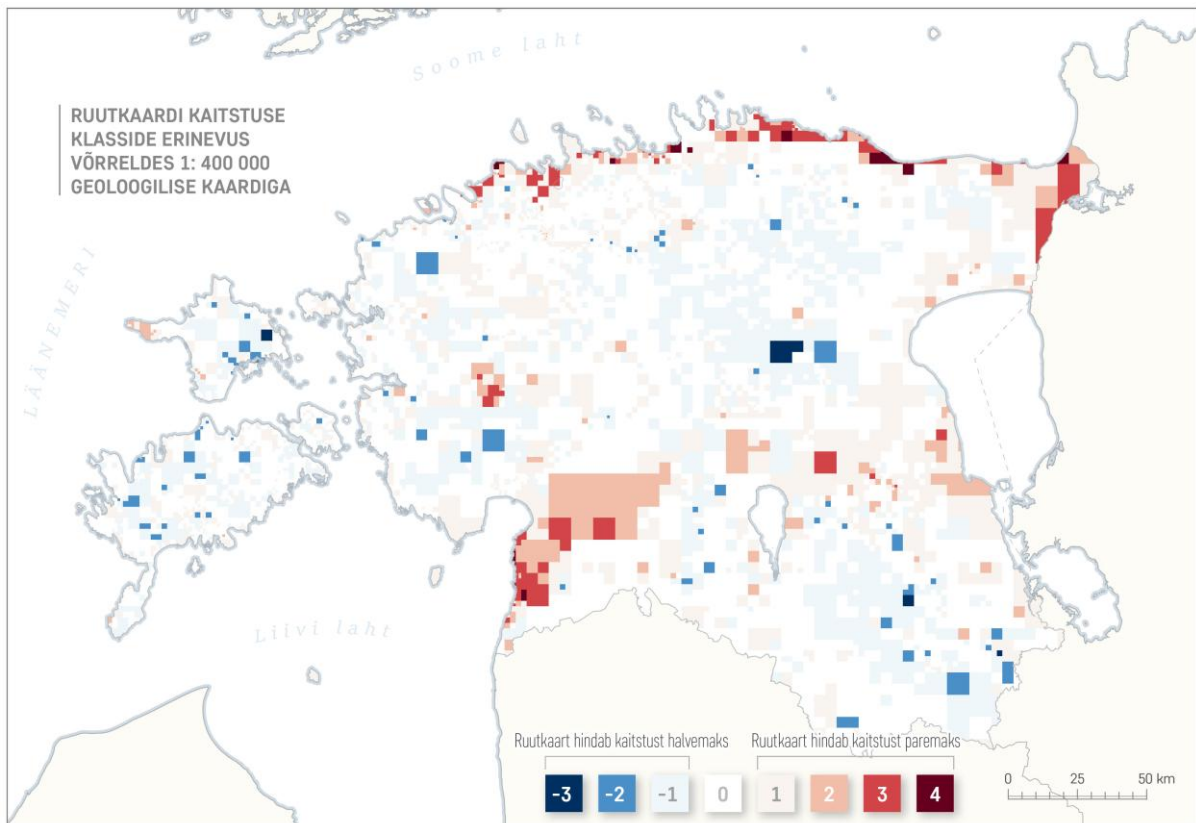 Soome laht
RUUTKAARDI KAITSTUSE
KLASSIDE ERINEVUS
VÕRRELDES 1: 400 000
GEOLOOGILISE KAARDIGA
LÄÄNEMERI
Liivi laht
Ruutkaart hindab kaitstust halvemaks
Ruutkaart hindab kaitstust paremaks
-3 -2 -1 0 1 2 3 4
0 25 50 km